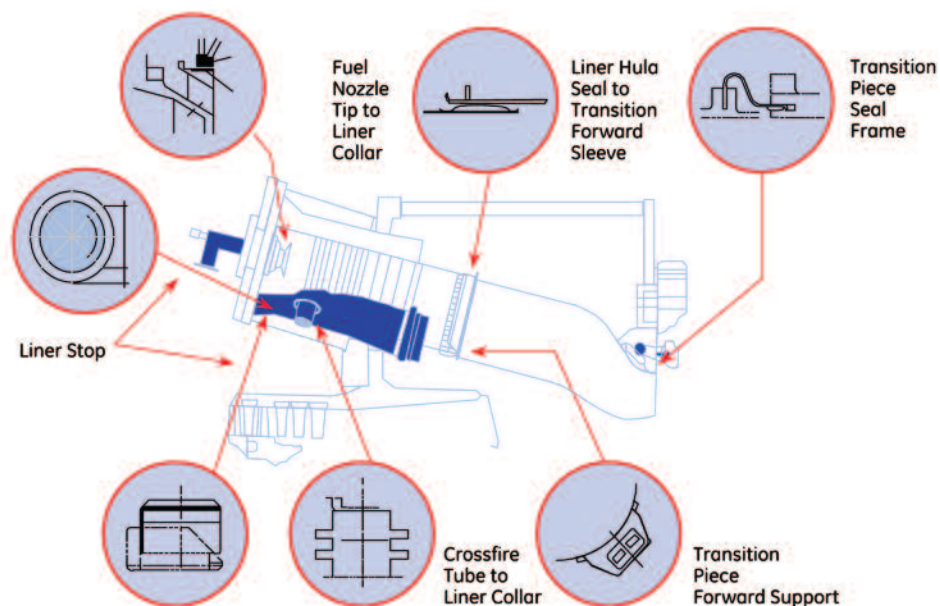 Fuel
Nozzle
Tip to
Liner
Collar
Liner Hula
Seal to
Transition
Forward
Sleeve
Transition
Piece
Seal
Frame
Liner Stop
Crossfire
Tube to
Liner Collar
Transition
Piece
Forward Support